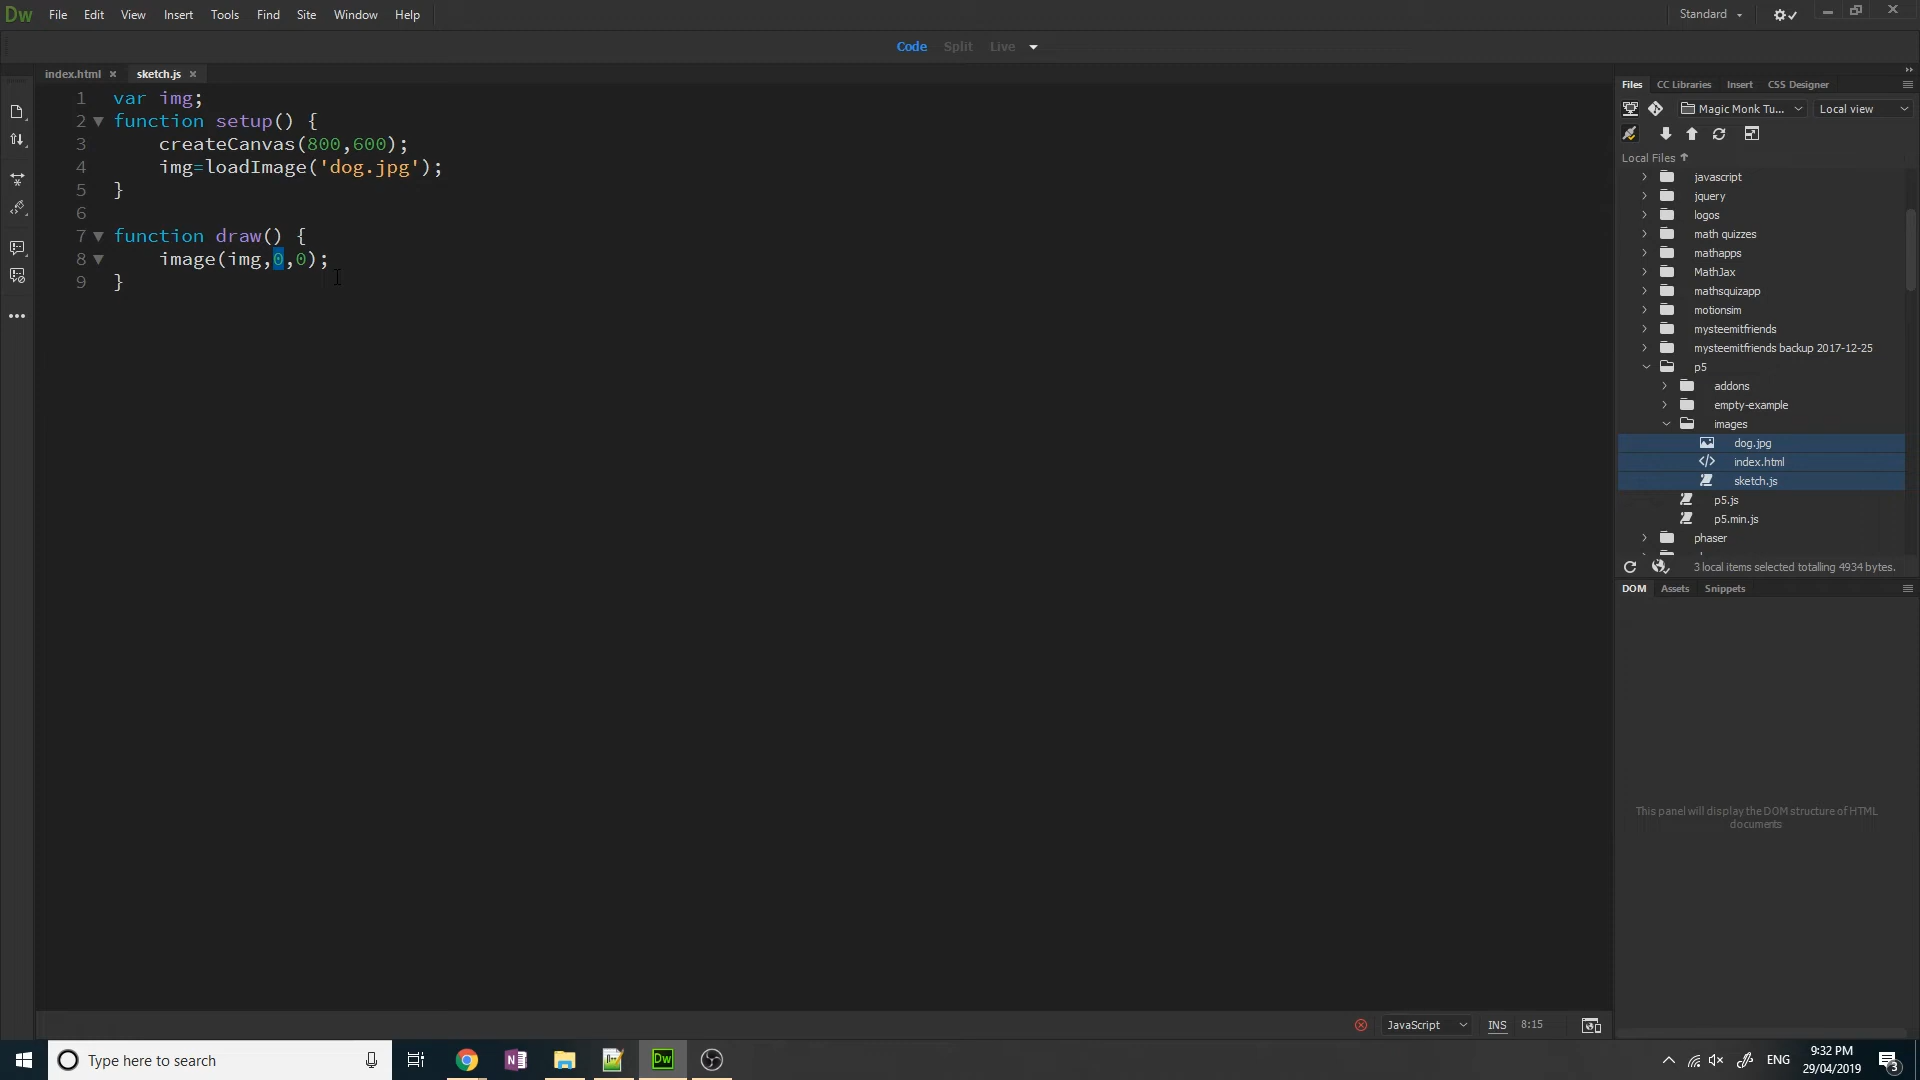 Dw File Edit View Insert Tools Find Site Window Help
Standard
Code Split Live
index.html
sketch.js
1 var img;
2 function setup() {
3 createCanvas(800,600);
4 img=loadImage('dog.jpg');
5 }
6
7 function draw() {
8 image(img,0,0);
9 }
Files CC Libraries Insert CSS Designer
Magic Monk Tu... Local view
Local Files
javascript
jquery
logos
math quizzes
mathapps
MathJax
mathsquizapp
motionsim
mysteemitfriends
mysteemitfriends backup 2017-12-25
p5
addons
empty-example
images
dog.jpg
index.html
sketch.js
p5.js
p5.min.js
phaser
3 local items selected totalling 4934 bytes.
DOM Assets Snippets
This panel will display the DOM structure of HTML
documents
JavaScript INS 8:15
Type here to search
N
Dw
ENG
9:32 PM
29/04/2019
3